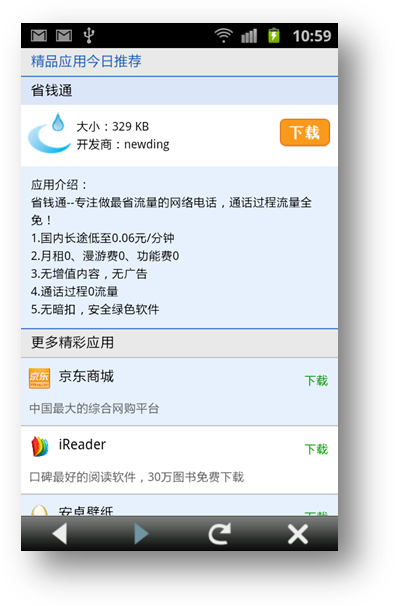 10:59
精品应用今日推荐
省钱通
大小：329 KB
开发商：newding
下载
应用介绍：
省钱通--专注做最省流量的网络电话，通话过程流量全
免！
1.国内长途低至0.06元/分钟
2.月租0、漫游费0、功能费0
3.无增值内容，无广告
4.通话过程0流量
5.无暗扣，安全绿色软件
更多精彩应用
京东
京东商城
下载
中国最大的综合网购平台
iReader
下载
口碑最好的阅读软件，30万图书免费下载
安卓壁纸
下载